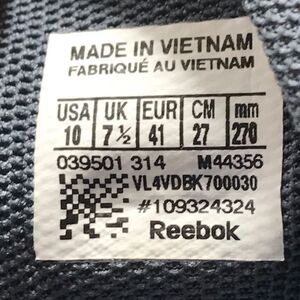 MADE IN VIETNAM
FABRIQUÉ AU VIETNAM
USA UK EUR CM mm
10 7 ½ 41 27 270
039501 314 M44356
VL4VDBK700030
#109324324
Reebok